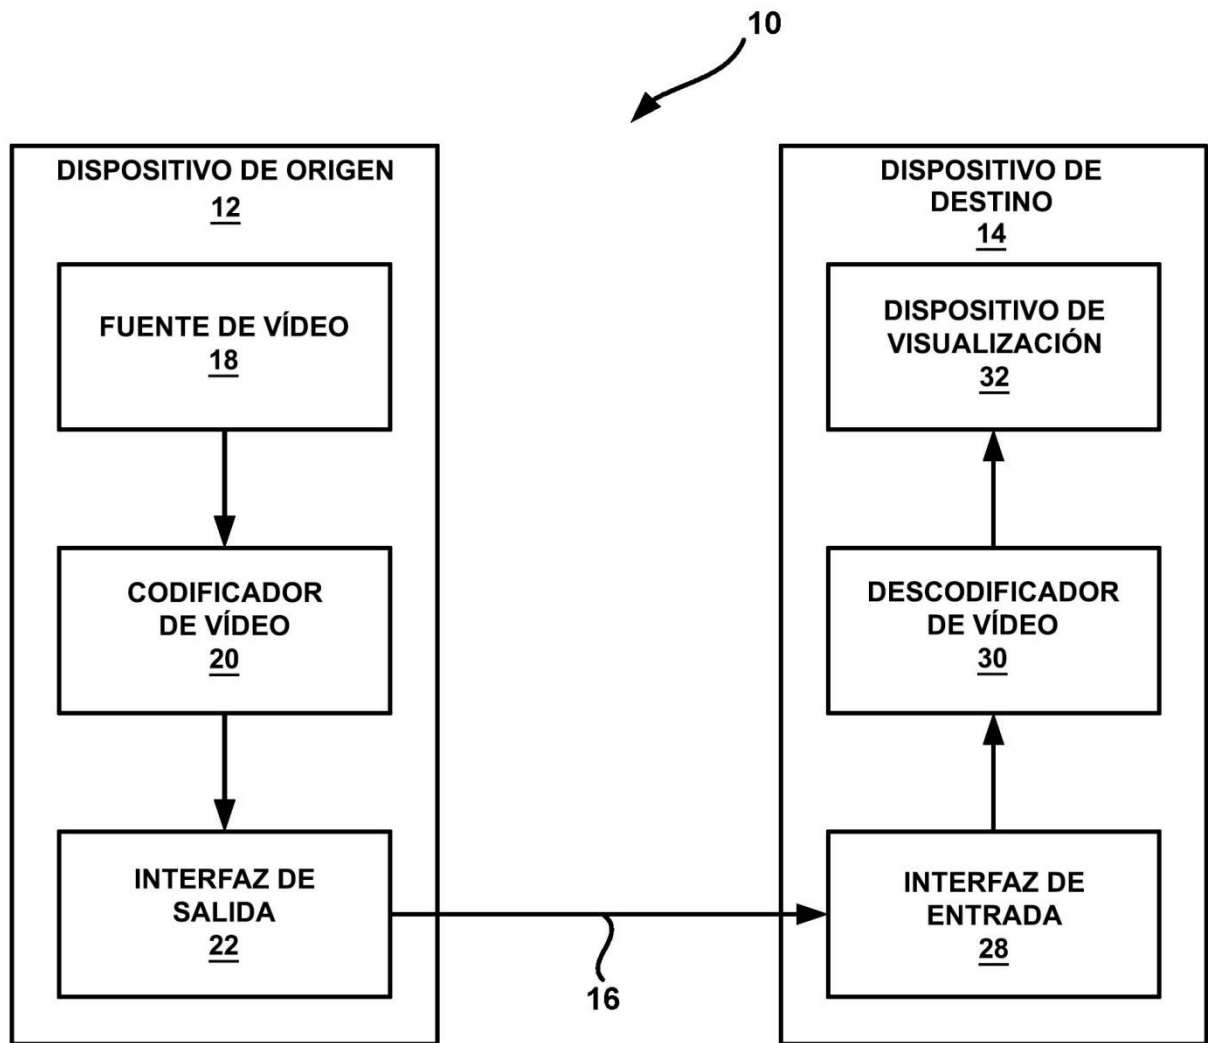 10
DISPOSITIVO DE ORIGEN
12
FUENTE DE VÍDEO
18
CODIFICADOR
DE VÍDEO
20
INTERFAZ DE
SALIDA
22
16
DISPOSITIVO DE
DESTINO
14
DISPOSITIVO DE
VISUALIZACIÓN
32
DESCODIFICADOR
DE VÍDEO
30
INTERFAZ DE
ENTRADA
28